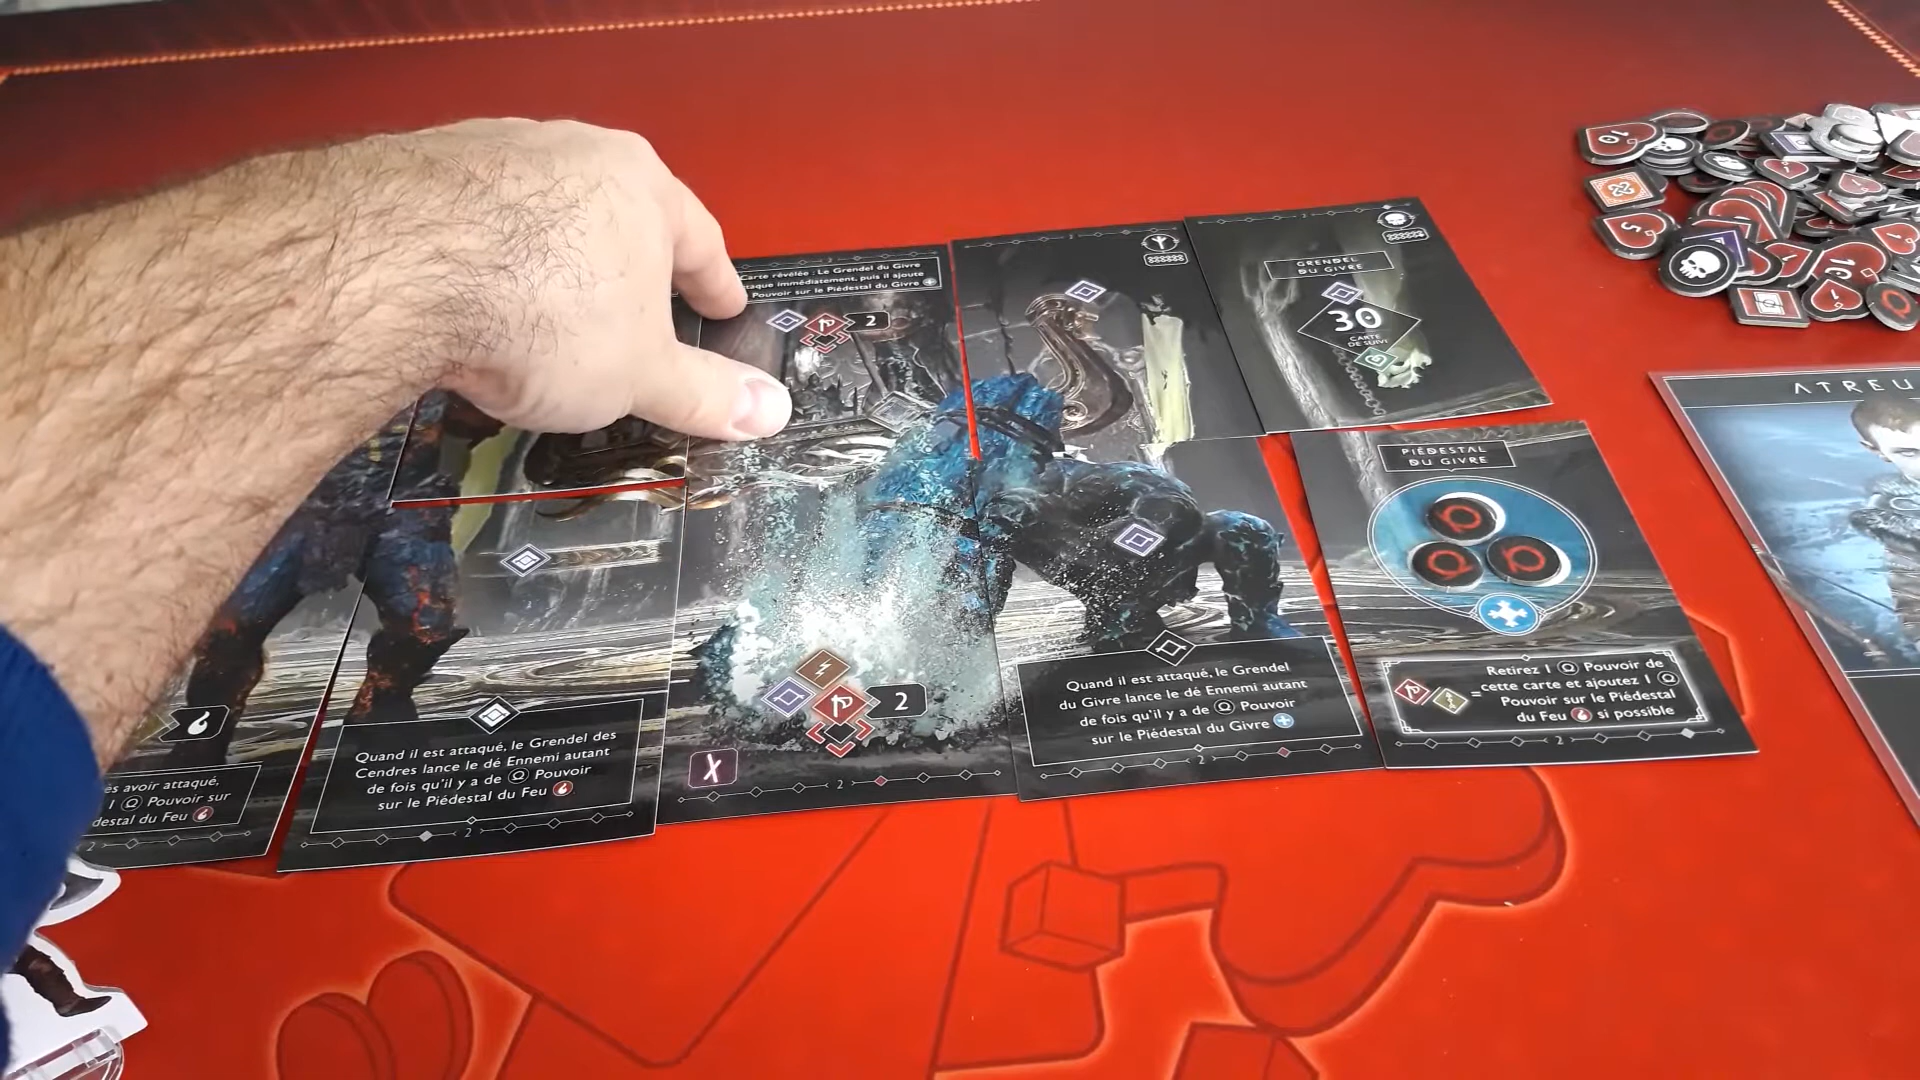 Carte révélée : Le Grendel du Givre
attaque immédiatement, puis il ajoute
Pouvoir sur le Piédestal du Givre
2
GRENDEL
DU GIVRE
30
CARTE
DE SUIVI
ATREU
PIÉDESTAL
DU GIVRE
Retirez 1 Ω Pouvoir de
= cette carte et ajoutez 1 Ω
Pouvoir sur le Piédestal
du Feu si possible
2
Quand il est attaqué, le Grendel
du Givre lance le dé Ennemi autant
de fois qu'il y a de Ω Pouvoir
sur le Piédestal du Givre
2
2
X
2
Quand il est attaqué, le Grendel des
Cendres lance le dé Ennemi autant
de fois qu'il y a de Ω Pouvoir
sur le Piédestal du Feu
2
ès avoir attaqué,
1 Ω Pouvoir sur
destal du Feu
2
10
5
1